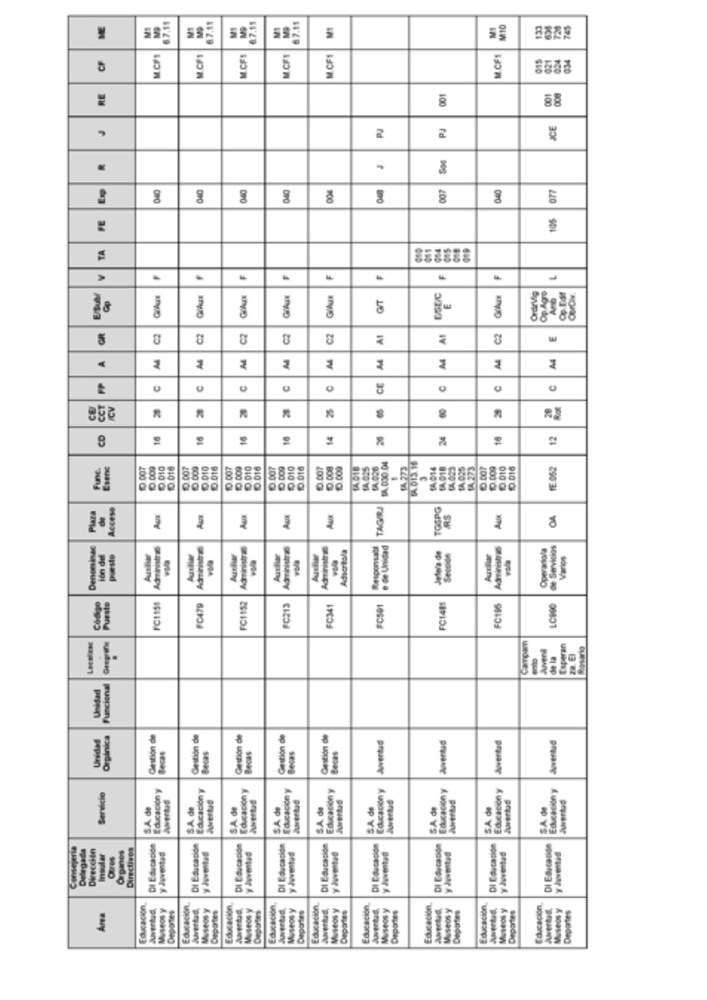 Área
Consejería
Delegada
Dirección
Insular
Otros
Órganos
Directivos
Servicio
Unidad
Orgánica
Unidad
Funcional
Localizac
.
Geográfic
a
Código
Puesto
Denominac
ión del
puesto
Plaza
de
Acceso
Func.
Esenc
CD
CE/
CCT
/CV
FP
A
GR
E/Sub/
Gp
V
TA
FE
Exp
R
J
RE
CF
ME
Educación,
Juventud,
Museos y
Deportes
DI Educación
y Juventud
S.A. de
Educación y
Juventud
Gestión de
Becas
FC1151
Auxiliar
Administrati
vo/a
Aux
fD.007
fD.009
fD.010
fD.016
16
28
C
A4
C2
G/Aux
F
040
M.CF1
M1
M9
6.7.11
Educación,
Juventud,
Museos y
Deportes
DI Educación
y Juventud
S.A. de
Educación y
Juventud
Gestión de
Becas
FC479
Auxiliar
Administrati
vo/a
Aux
fD.007
fD.009
fD.010
fD.016
16
28
C
A4
C2
G/Aux
F
040
M.CF1
M1
M9
6.7.11
Educación,
Juventud,
Museos y
Deportes
DI Educación
y Juventud
S.A. de
Educación y
Juventud
Gestión de
Becas
FC1152
Auxiliar
Administrati
vo/a
Aux
fD.007
fD.009
fD.010
fD.016
16
28
C
A4
C2
G/Aux
F
040
M.CF1
M1
M9
6.7.11
Educación,
Juventud,
Museos y
Deportes
DI Educación
y Juventud
S.A. de
Educación y
Juventud
Gestión de
Becas
FC213
Auxiliar
Administrati
vo/a
Aux
fD.007
fD.009
fD.010
fD.016
16
28
C
A4
C2
G/Aux
F
040
M.CF1
M1
M9
6.7.11
Educación,
Juventud,
Museos y
Deportes
DI Educación
y Juventud
S.A. de
Educación y
Juventud
Gestión de
Becas
FC341
Auxiliar
Administrati
vo/a
Adscrito/a
Aux
fD.007
fD.008
fD.009
14
25
C
A4
C2
G/Aux
F
004
M.CF1
M1
Educación,
Juventud,
Museos y
Deportes
DI Educación
y Juventud
S.A. de
Educación y
Juventud
Juventud
FC591
Responsabl
e de Unidad
TAG/RJ
fA.018
fA.025
fA.026
fA.030.04
1
fA.273
26
65
CE
A4
A1
G/T
F
048
J
PJ
Educación,
Juventud,
Museos y
Deportes
DI Educación
y Juventud
S.A. de
Educación y
Juventud
Juventud
FC1481
Jefe/a de
Sección
TGSPG
/RS
fA.013.16
3
fA.014
fA.018
fA.023
fA.025
fA.273
24
60
C
A4
A1
E/SE/C
E
F
010
011
014
015
018
019
007
Soc
PJ
001
Educación,
Juventud,
Museos y
Deportes
DI Educación
y Juventud
S.A. de
Educación y
Juventud
Juventud
FC195
Auxiliar
Administrati
vo/a
Aux
fD.007
fD.009
fD.010
fD.016
16
28
C
A4
C2
G/Aux
F
040
M.CF1
M1
M10
Educación,
Juventud,
Museos y
Deportes
DI Educación
y Juventud
S.A. de
Educación y
Juventud
Juventud
Campam
ento
Juvenil
de la
Esperan
za. El
Rosario
LC990
Operario/a
de Servicios
Varios
OA
fE.052
12
28
Rot
C
A4
E
Ord/Vig
Op.Agro
Amb
Op.Edif
Obr/Civ.
L
105
077
JCE
001
008
015
021
024
034
133
636
726
745